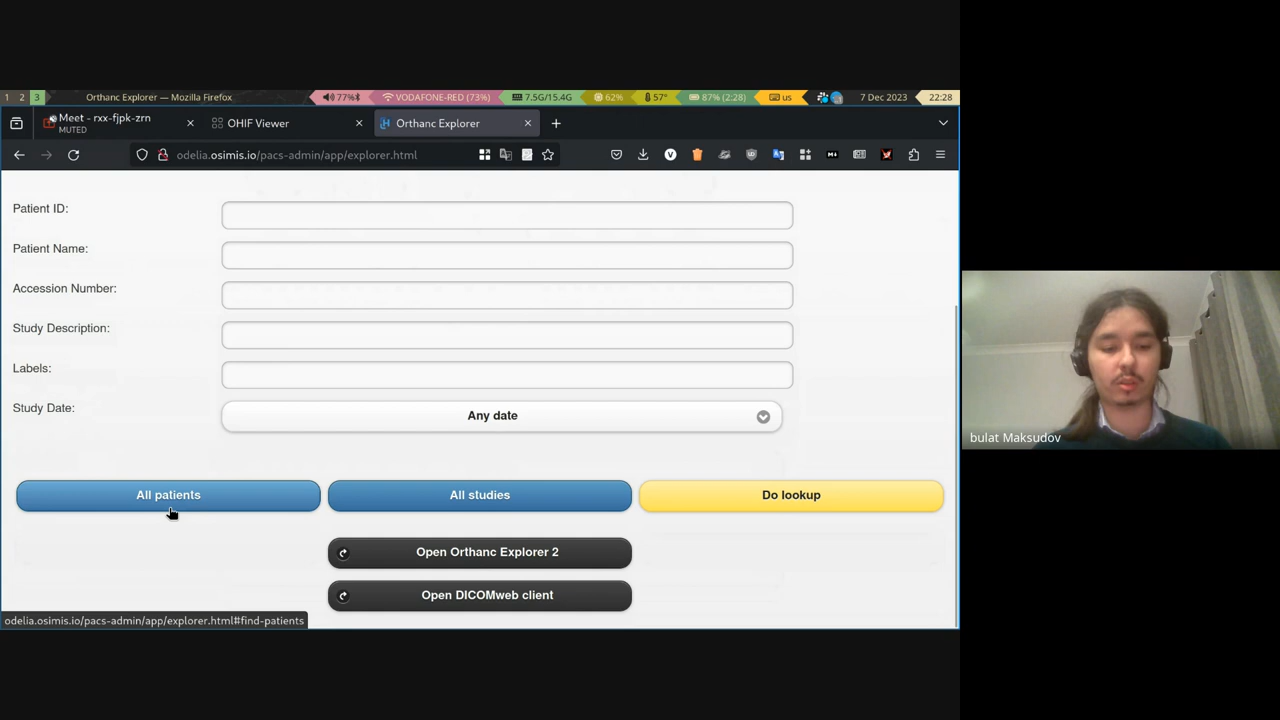 1 2 3 Orthanc Explorer — Mozilla Firefox 77% VODAFONE-RED (73%) 7.5G/15.4G 62% 57° 87% (2:28) us 7 Dec 2023 22:28
Meet - rxx-fjpk-zrn
MUTED
OHIF Viewer
Orthanc Explorer
odelia.osimis.io/pacs-admin/app/explorer.html
Patient ID:
Patient Name:
Accession Number:
Study Description:
Labels:
Study Date:
Any date
All patients
All studies
Do lookup
Open Orthanc Explorer 2
Open DICOMweb client
odelia.osimis.io/pacs-admin/app/explorer.html#find-patients
bulat Maksudov